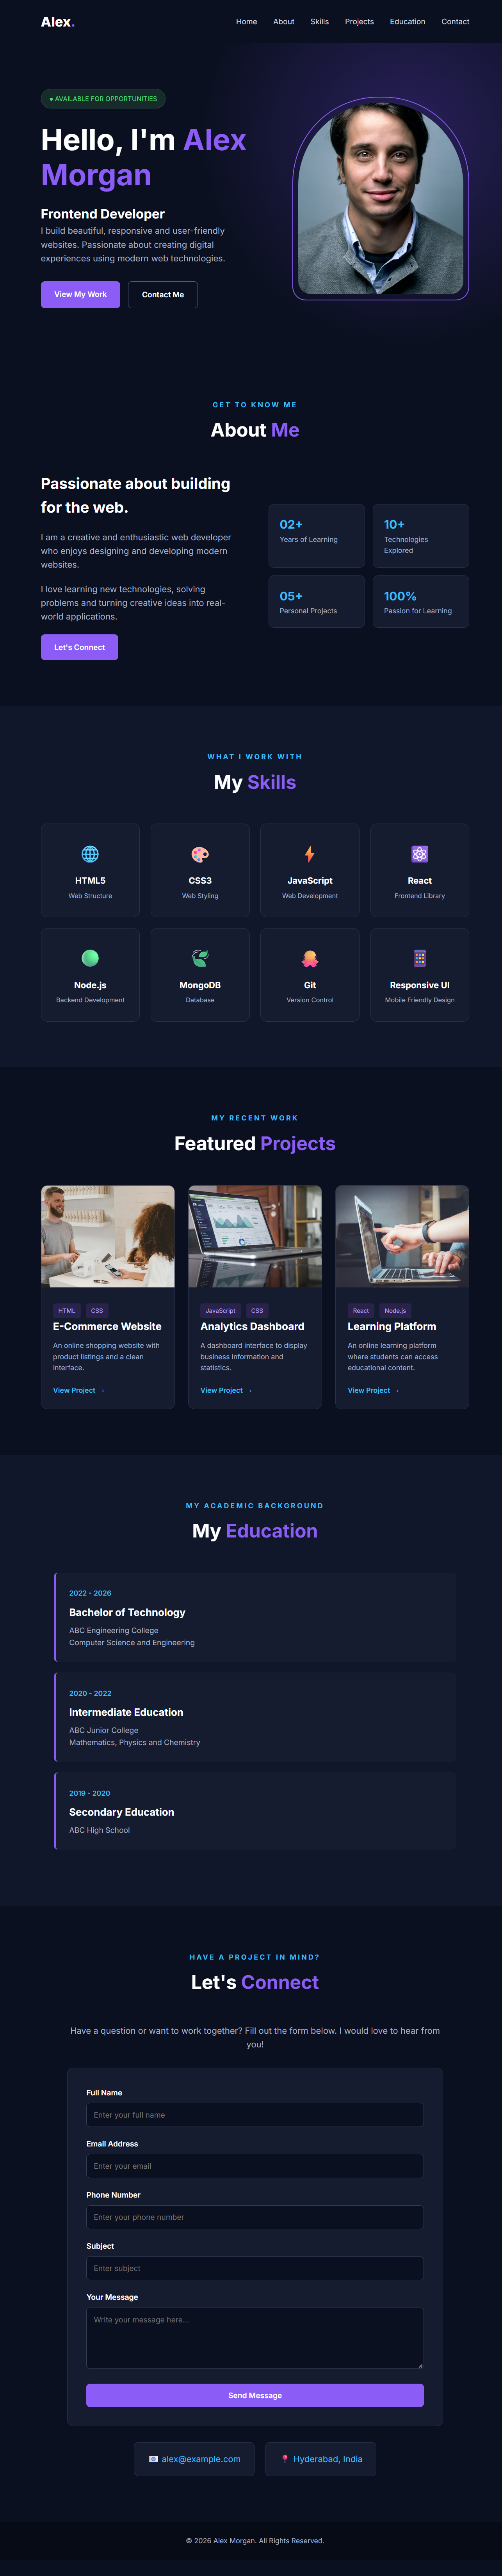 Alex.
Home About Skills Projects Education Contact
● AVAILABLE FOR OPPORTUNITIES
Hello, I'm Alex
Morgan
Frontend Developer
I build beautiful, responsive and user-friendly
websites. Passionate about creating digital
experiences using modern web technologies.
View My Work Contact Me
GET TO KNOW ME
About Me
Passionate about building
for the web.
I am a creative and enthusiastic web developer
who enjoys designing and developing modern
websites.
I love learning new technologies, solving
problems and turning creative ideas into real-
world applications.
Let's Connect
02+
Years of Learning
10+
Technologies
Explored
05+
Personal Projects
100%
Passion for Learning
WHAT I WORK WITH
My Skills
HTML5
Web Structure
CSS3
Web Styling
JavaScript
Web Development
React
Frontend Library
Node.js
Backend Development
MongoDB
Database
Git
Version Control
Responsive UI
Mobile Friendly Design
MY RECENT WORK
Featured Projects
HTML CSS
E-Commerce Website
An online shopping website with
product listings and a clean
interface.
View Project →
JavaScript CSS
Analytics Dashboard
A dashboard interface to display
business information and
statistics.
View Project →
React Node.js
Learning Platform
An online learning platform
where students can access
educational content.
View Project →
MY ACADEMIC BACKGROUND
My Education
2022 - 2026
Bachelor of Technology
ABC Engineering College
Computer Science and Engineering
2020 - 2022
Intermediate Education
ABC Junior College
Mathematics, Physics and Chemistry
2019 - 2020
Secondary Education
ABC High School
HAVE A PROJECT IN MIND?
Let's Connect
Have a question or want to work together? Fill out the form below. I would love to hear from
you!
Full Name
Enter your full name
Email Address
Enter your email
Phone Number
Enter your phone number
Subject
Enter subject
Your Message
Write your message here...
Send Message
alex@example.com
Hyderabad, India
© 2026 Alex Morgan. All Rights Reserved.